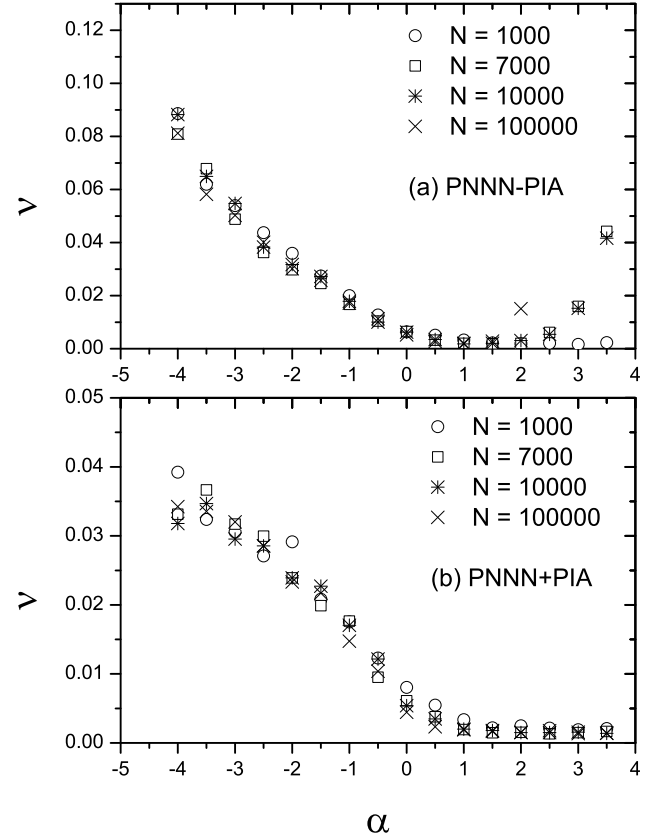 0.12
0.10
0.08
0.06
0.04
0.02
0.00
ν
N = 1000
N = 7000
N = 10000
N = 100000
(a) PNNN-PIA
-5 -4 -3 -2 -1 0 1 2 3 4
0.05
0.04
0.03
0.02
0.01
0.00
ν
N = 1000
N = 7000
N = 10000
N = 100000
(b) PNNN+PIA
-5 -4 -3 -2 -1 0 1 2 3 4
α